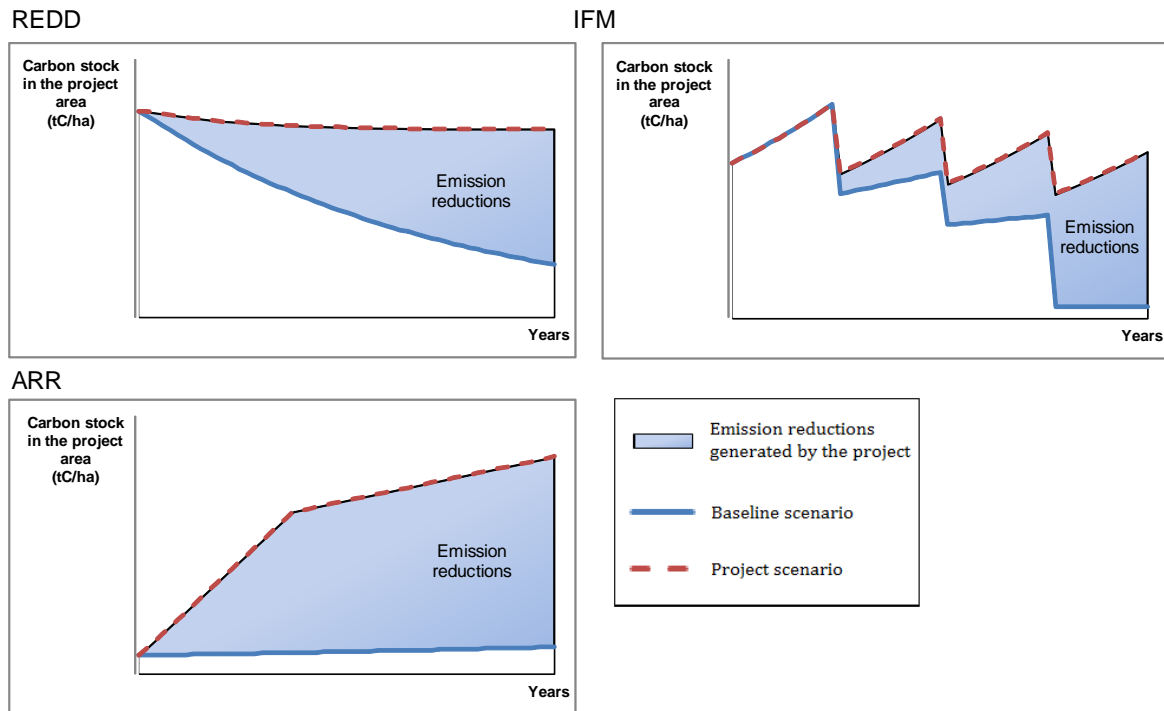 REDD
Carbon stock
in the project
area
(tC/ha)
Emission
reductions
Years
IFM
Carbon stock
in the project
area
(tC/ha)
Emission
reductions
Years
ARR
Carbon stock
in the project
area
(tC/ha)
Emission
reductions
Years
Emission reductions
generated by the project
Baseline scenario
Project scenario